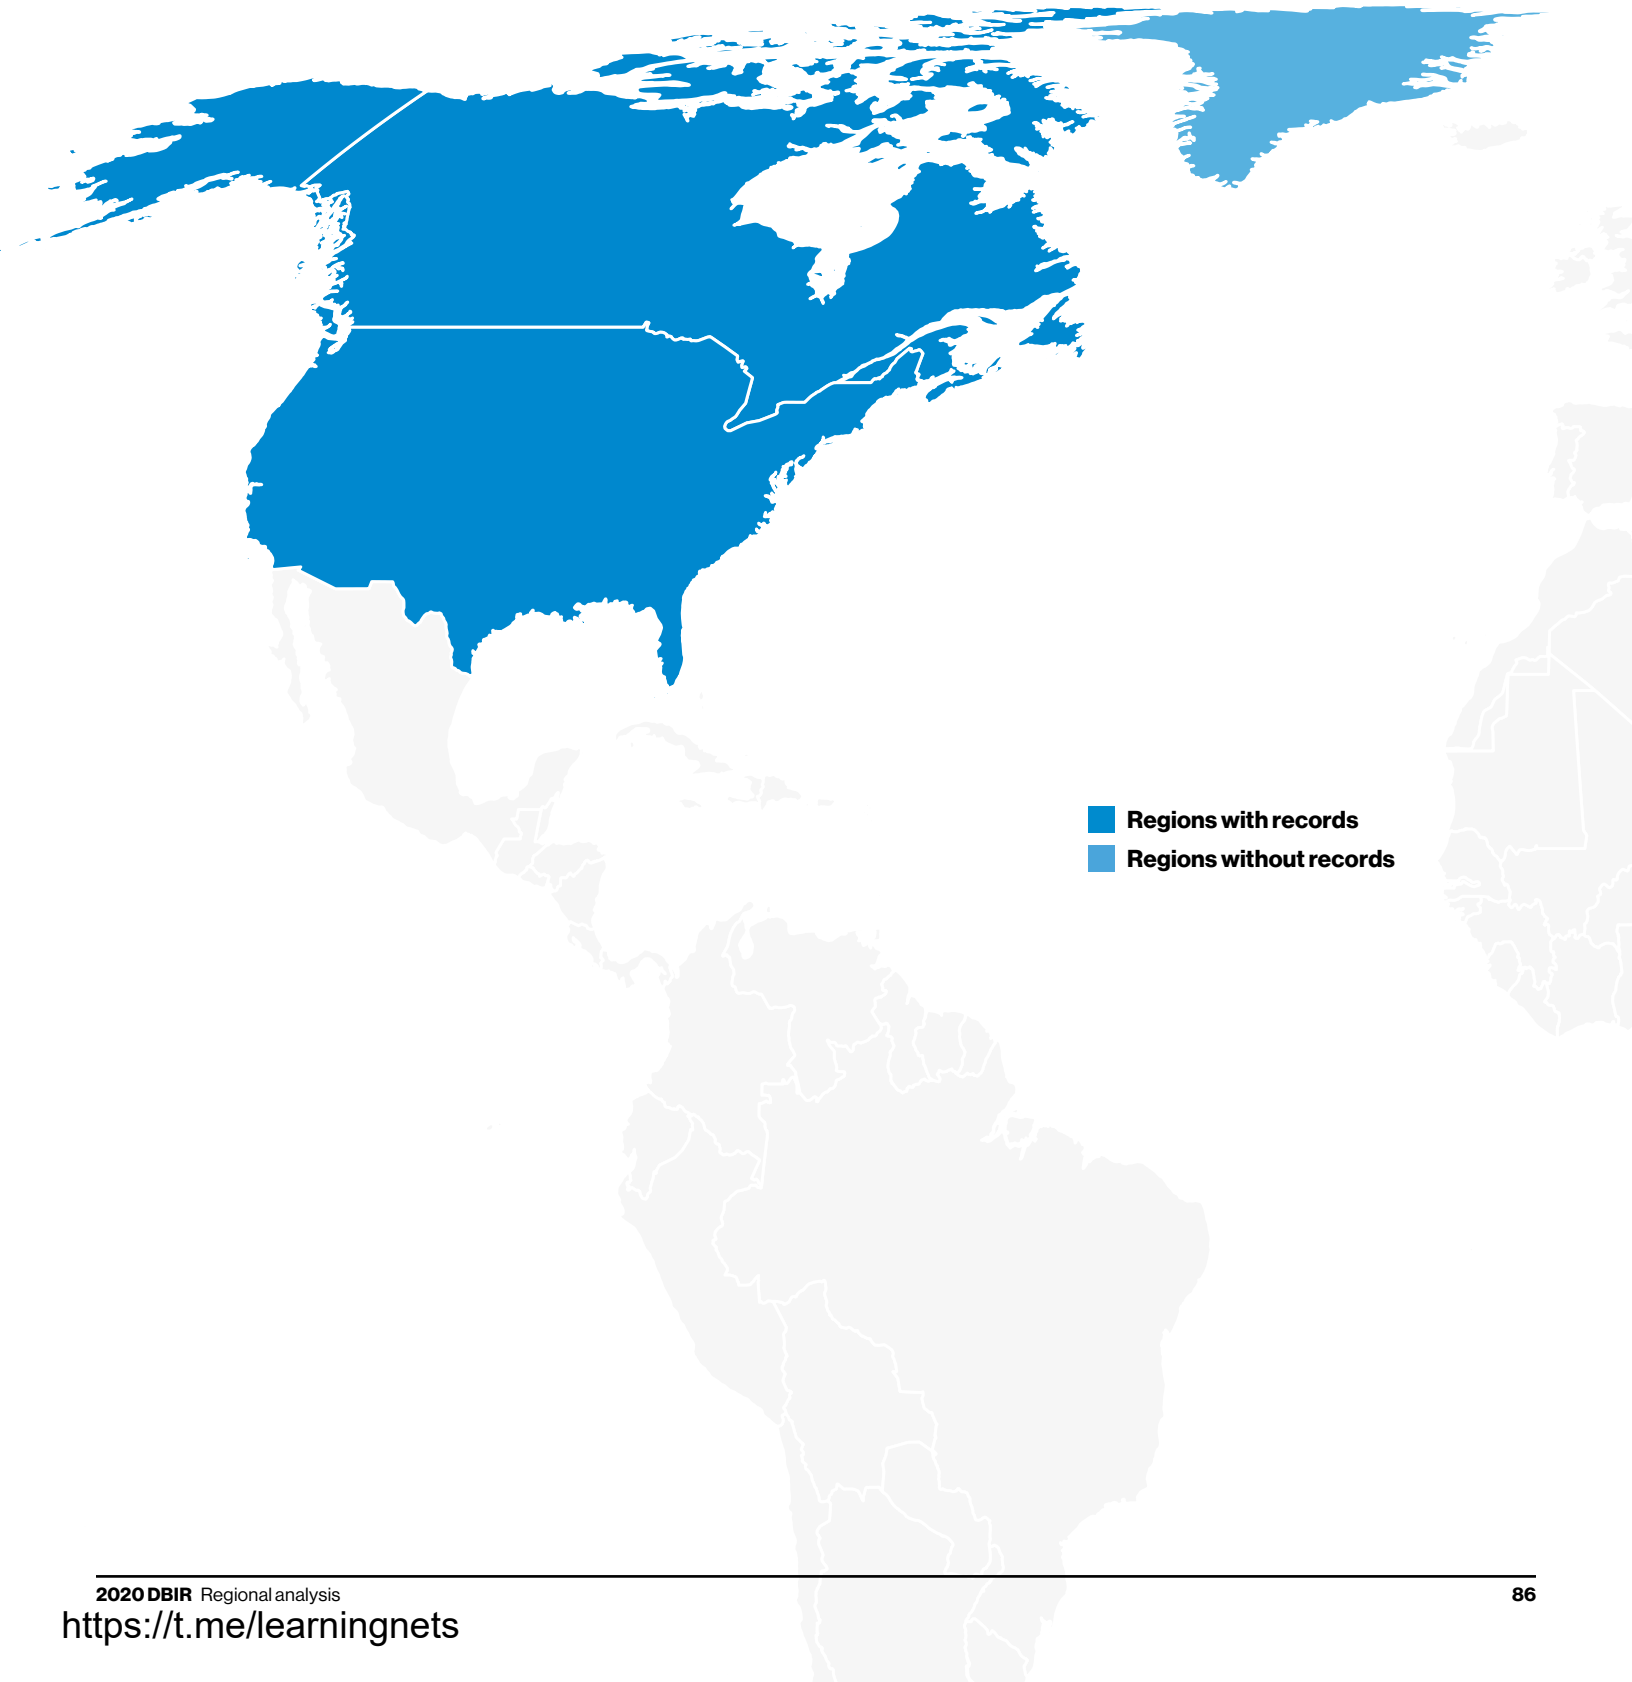 Regions with records
Regions without records
2020 DBIR Regional analysis
86
https://t.me/learningnets